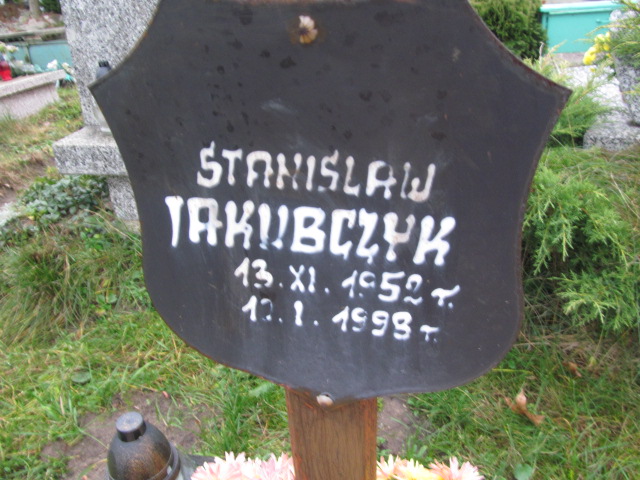 STANISLAW
JAKUBCZYK
13. XI. 1952 r.
I. 1998 r.